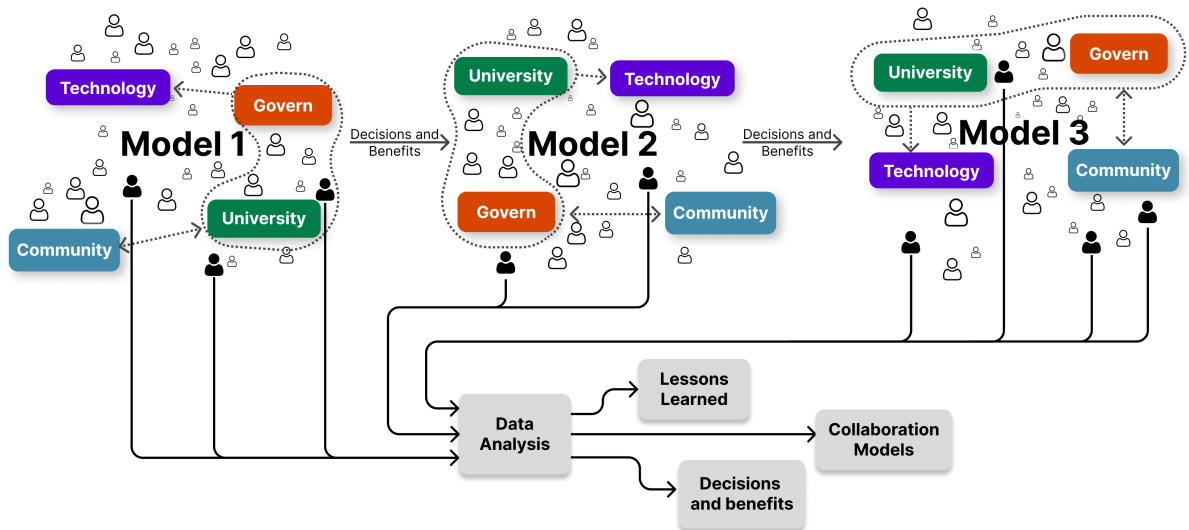 Technology
Govern
Model 1
University
Community
Decisions and
Benefits
University
Technology
Model 2
Govern
Community
Decisions and
Benefits
University
Govern
Model 3
Technology
Community
Data
Analysis
Lessons
Learned
Collaboration
Models
Decisions
and benefits